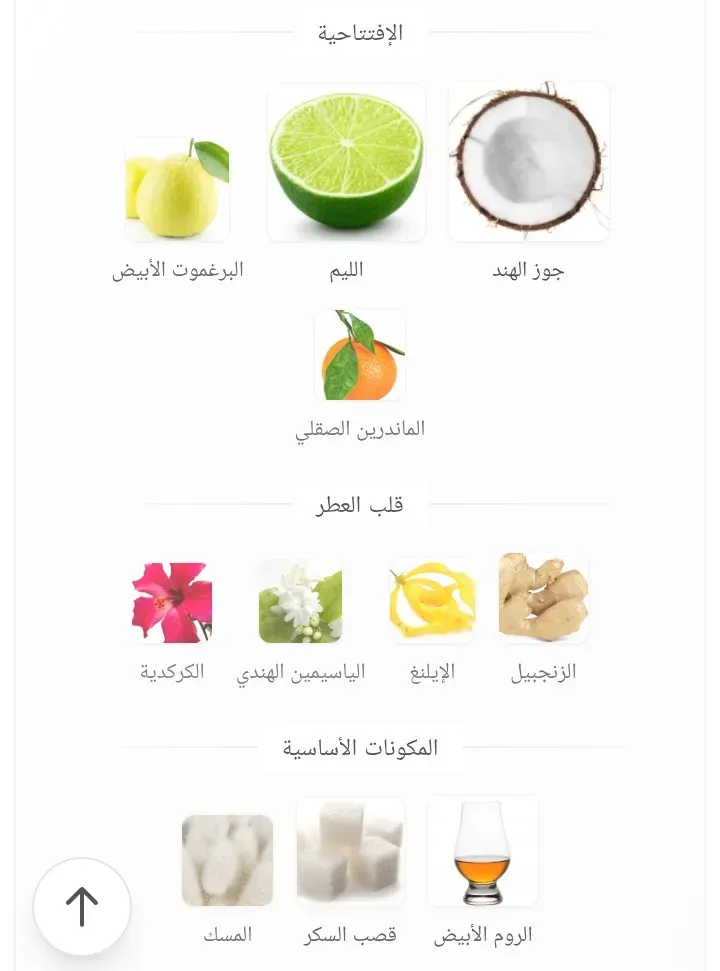 الإفتتاحية
جوز الهند
الليم
البرغموت الأبيض
الماندرين الصقلي
قلب العطر
الزنجبيل
الإيلنغ
الياسيمين الهندي
الكركدية
المكونات الأساسية
الروم الأبيض
قصب السكر
المسك